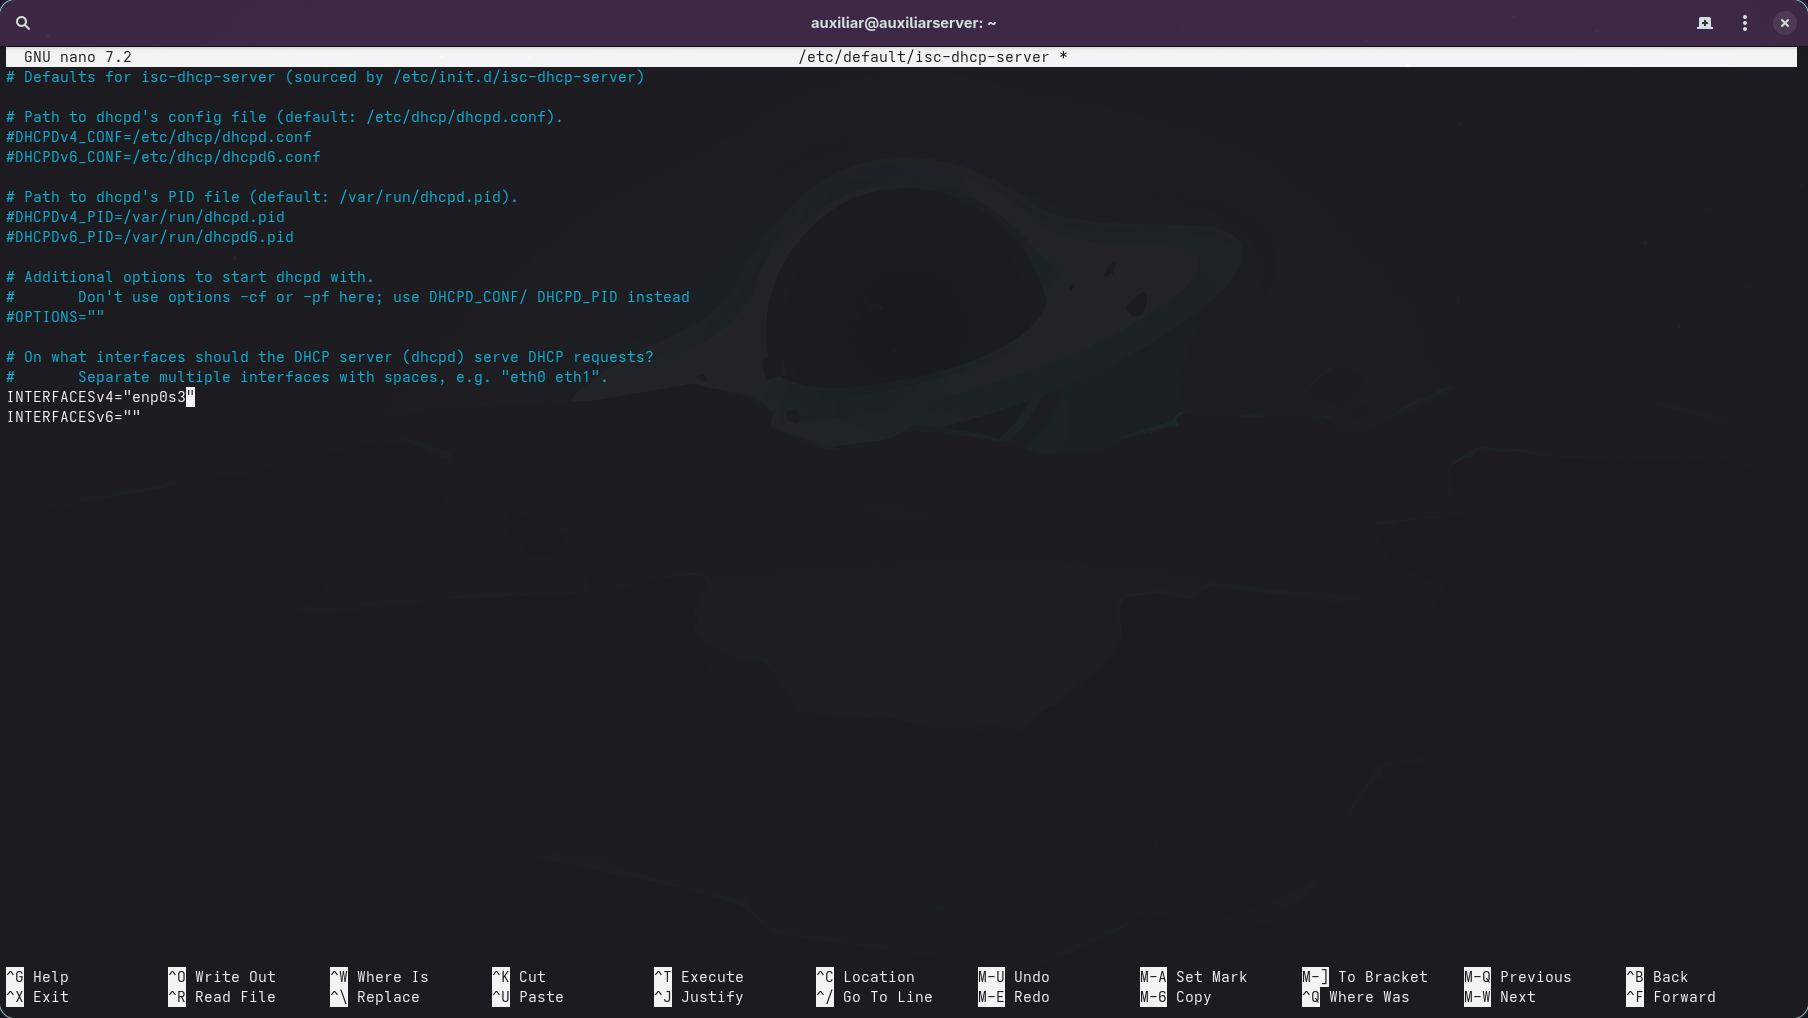 auxiliar@auxiliarserver: ~
GNU nano 7.2 /etc/default/isc-dhcp-server *
# Defaults for isc-dhcp-server (sourced by /etc/init.d/isc-dhcp-server)
# Path to dhcpd's config file (default: /etc/dhcp/dhcpd.conf).
#DHCPDv4_CONF=/etc/dhcp/dhcpd.conf
#DHCPDv6_CONF=/etc/dhcp/dhcpd6.conf
# Path to dhcpd's PID file (default: /var/run/dhcpd.pid).
#DHCPDv4_PID=/var/run/dhcpd.pid
#DHCPDv6_PID=/var/run/dhcpd6.pid
# Additional options to start dhcpd with.
#       Don't use options -cf or -pf here; use DHCPD_CONF/ DHCPD_PID instead
#OPTIONS=""
# On what interfaces should the DHCP server (dhcpd) serve DHCP requests?
#       Separate multiple interfaces with spaces, e.g. "eth0 eth1".
INTERFACESv4="enp0s3"
INTERFACESv6=""
^G Help ^O Write Out ^W Where Is ^K Cut ^T Execute ^C Location M-U Undo M-A Set Mark M-] To Bracket M-Q Previous ^B Back
^X Exit ^R Read File ^\ Replace ^U Paste ^J Justify ^/ Go To Line M-E Redo M-6 Copy ^Q Where Was M-W Next ^F Forward